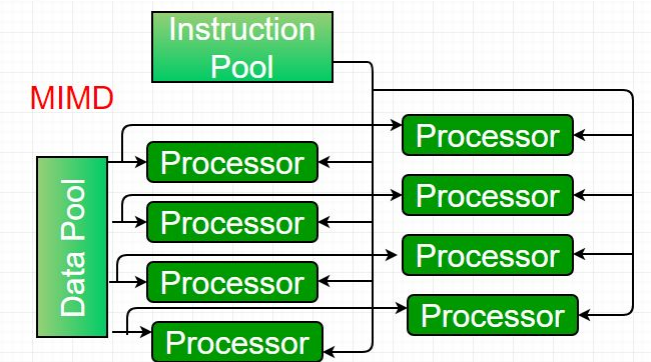 Instruction
Pool
MIMD
Processor
Processor
Processor
Processor
Processor
Processor
Processor
Processor
Data Pool